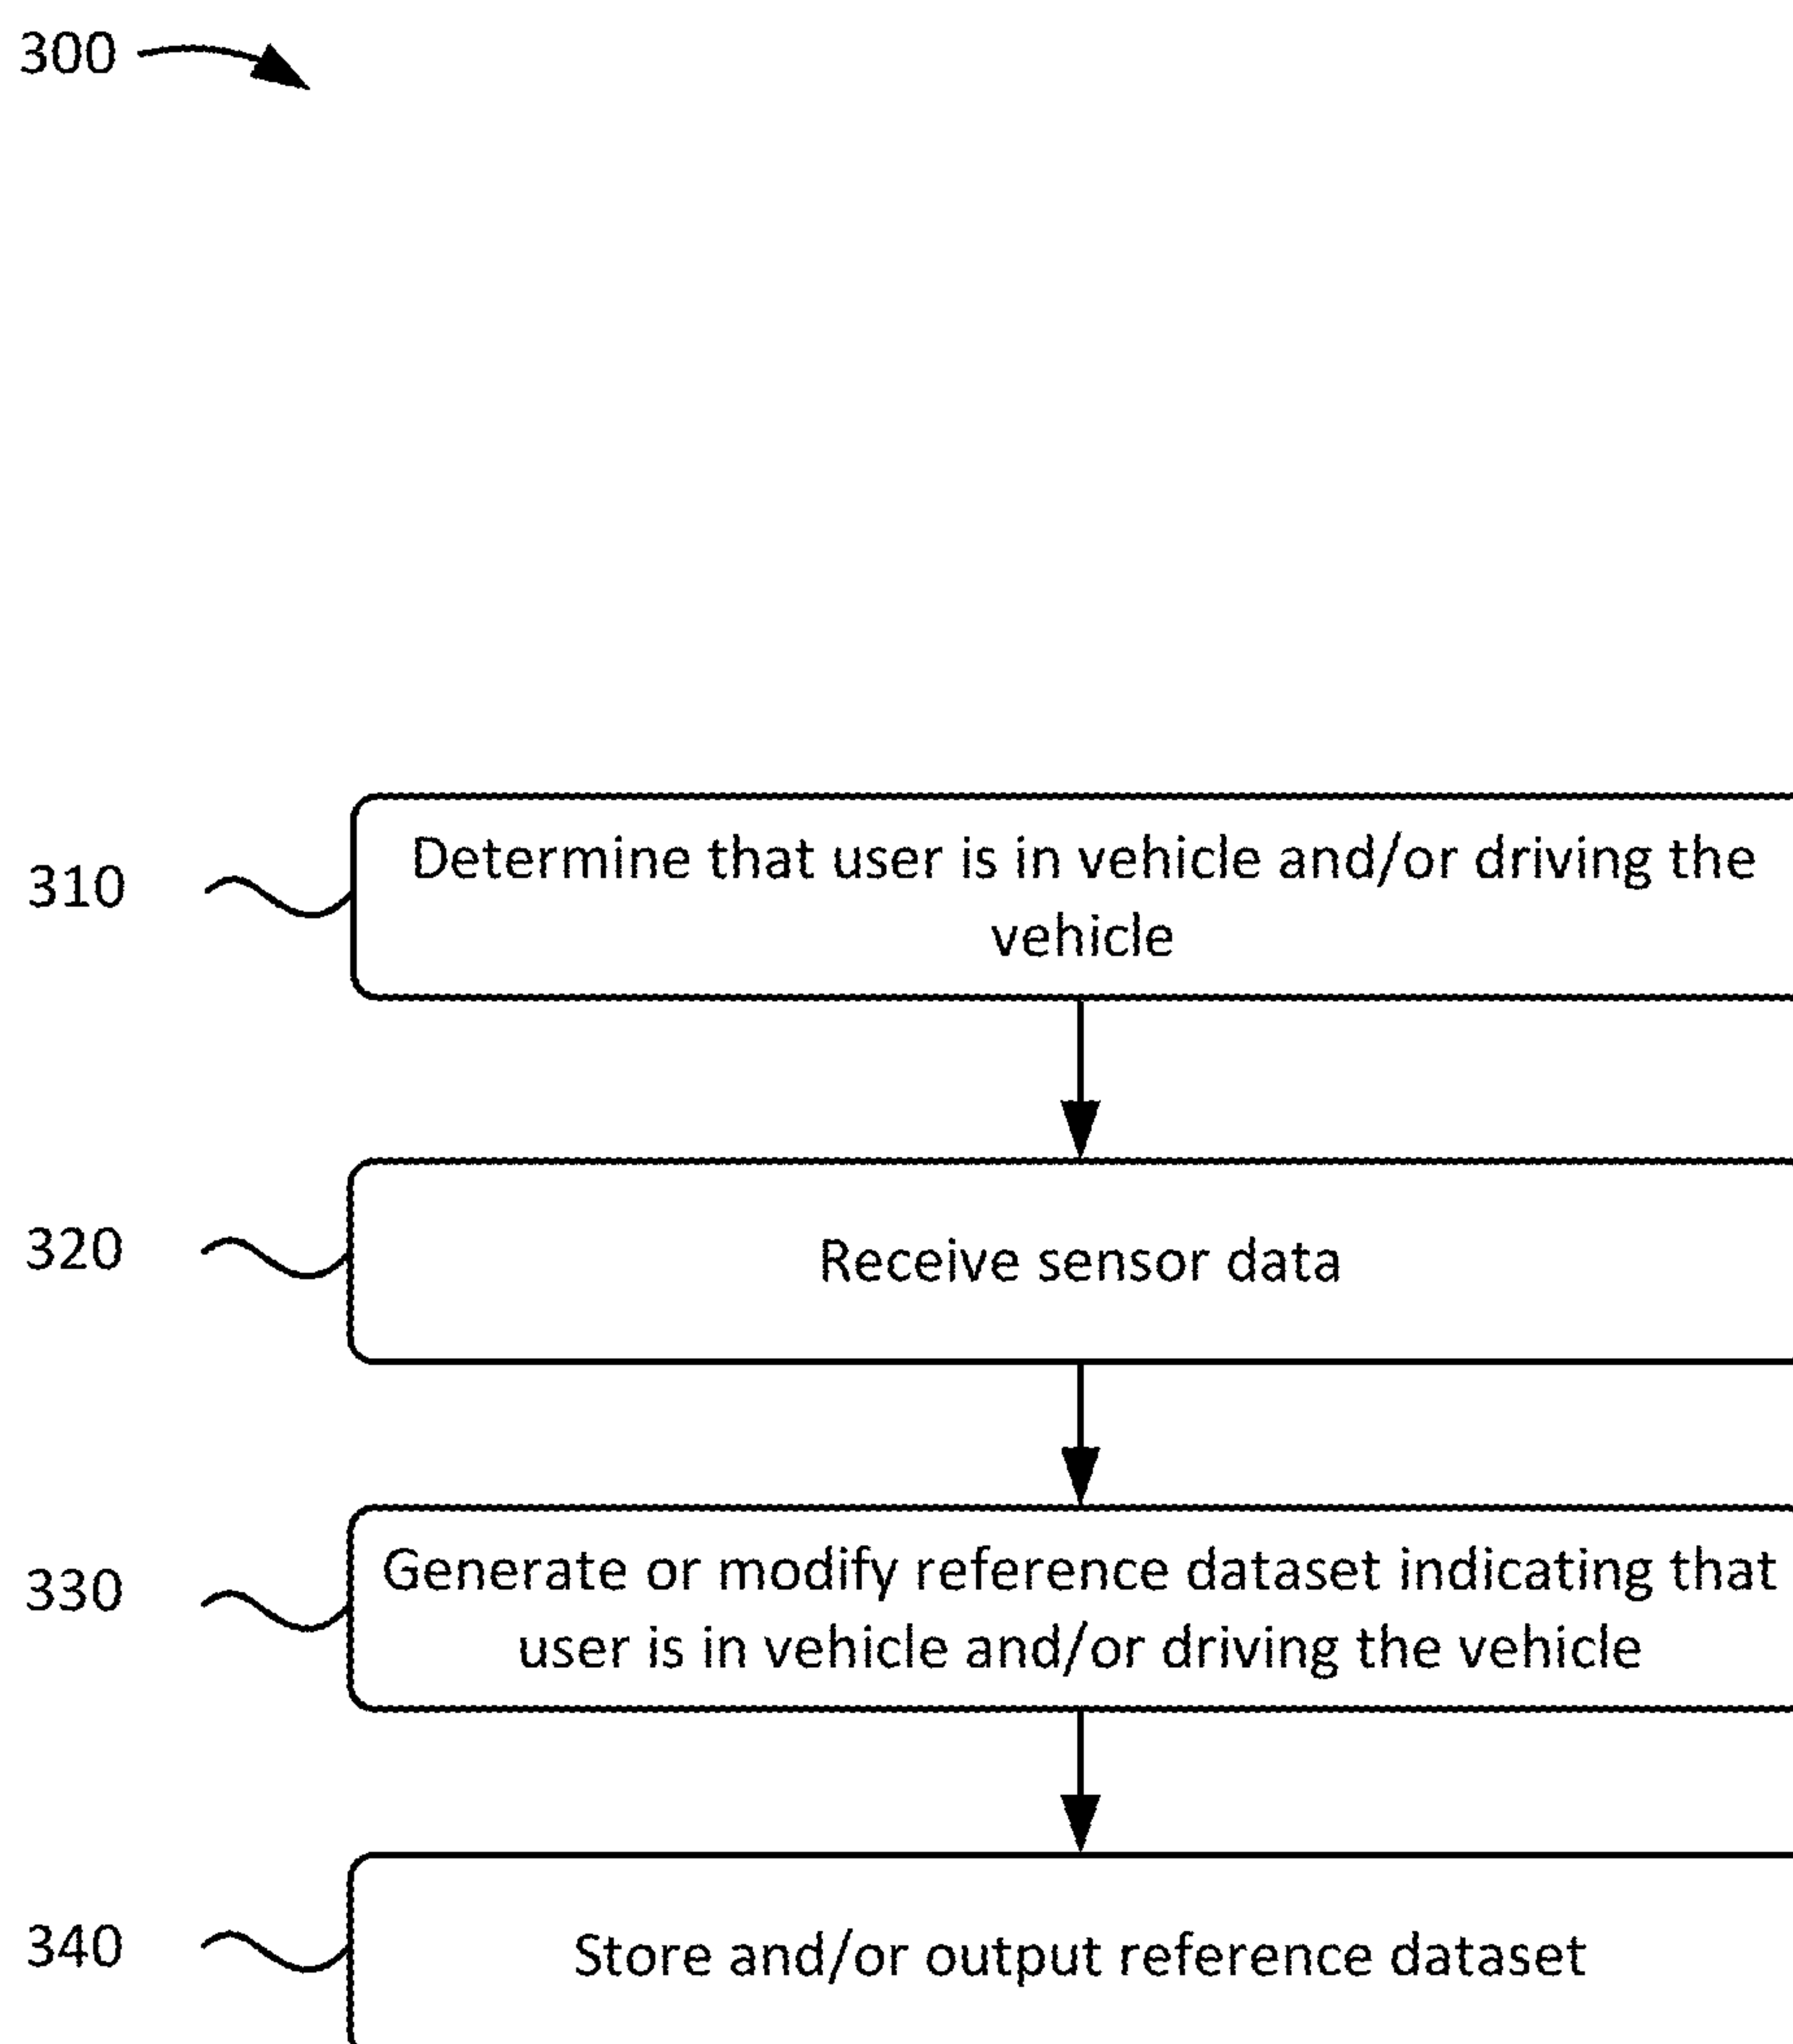 300
310
Determine that user is in vehicle and/or driving the
vehicle
320
Receive sensor data
330
Generate or modify reference dataset indicating that
user is in vehicle and/or driving the vehicle
340
Store and/or output reference dataset